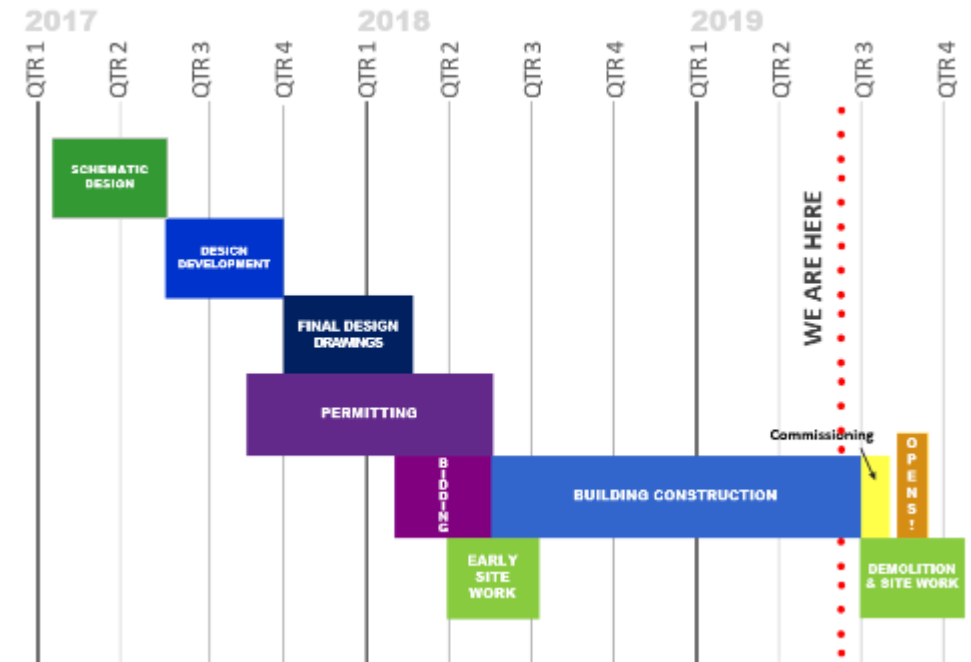 2017 2018 2019
QTR 1 QTR 2 QTR 3 QTR 4 QTR 1 QTR 2 QTR 3 QTR 4 QTR 1 QTR 2 QTR 3 QTR 4
SCHEMATIC
DESIGN
WE ARE HERE
DESIGN
DEVELOPMENT
FINAL DESIGN
DRAWINGS
PERMITTING
Commissioning
OPENS!
BIDDING
BUILDING CONSTRUCTION
EARLY
SITE
WORK
DEMOLITION
& SITE WORK